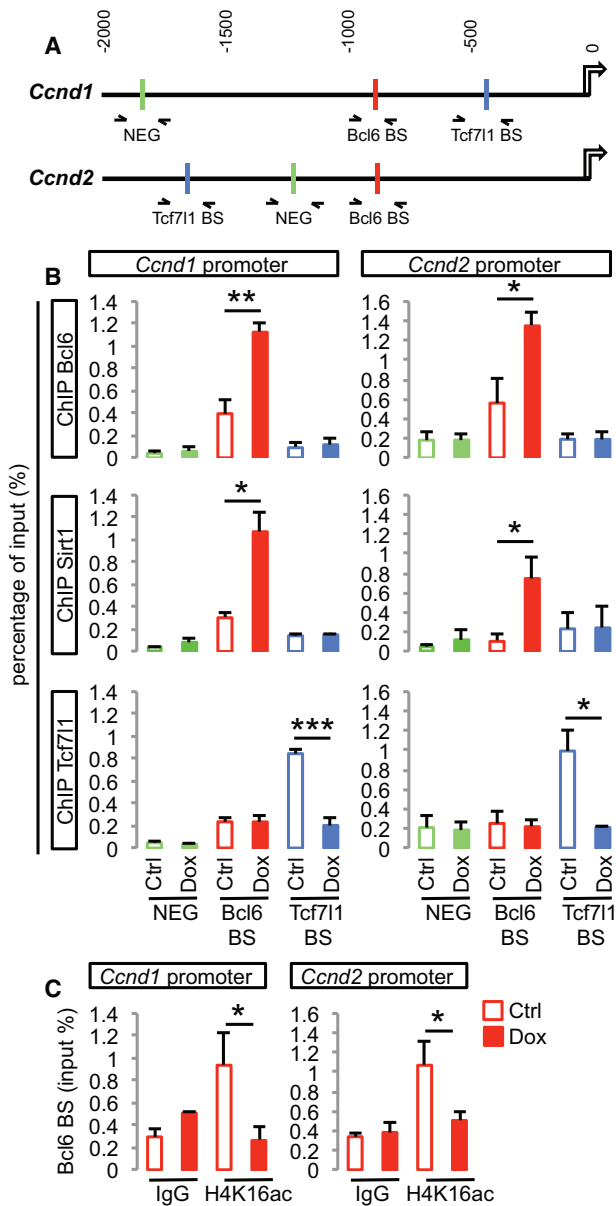 A
-2000 -1500 -1000 -500 0
Ccnd1
NEG Bcl6 BS Tcf7l1 BS
Ccnd2
Tcf7l1 BS NEG Bcl6 BS
B
Ccnd1 promoter Ccnd2 promoter
percentage of input (%)
ChIP Bcl6
1.4 1.2 1 0.8 0.6 0.4 0.2 0
**
1.6 1.4 1.2 1 0.8 0.6 0.4 0.2 0
*
ChIP Sirt1
1.4 1.2 1 0.8 0.6 0.4 0.2 0
*
1.6 1.4 1.2 1 0.8 0.6 0.4 0.2 0
*
ChIP Tcf7l1
1.4 1.2 1 0.8 0.6 0.4 0.2 0
***
1.6 1.4 1.2 1 0.8 0.6 0.4 0.2 0
*
Ctrl Dox Ctrl Dox Ctrl Dox Ctrl Dox Ctrl Dox Ctrl Dox
NEG Bcl6 Tcf7l1 NEG Bcl6 Tcf7l1
BS BS BS BS
Ccnd1 promoter Ccnd2 promoter
C
Bcl6 BS (input %)
1.4 1.2 1 0.8 0.6 0.4 0.2 0
*
1.6 1.4 1.2 1 0.8 0.6 0.4 0.2 0
*
Ctrl
Dox
IgG H4K16ac IgG H4K16ac